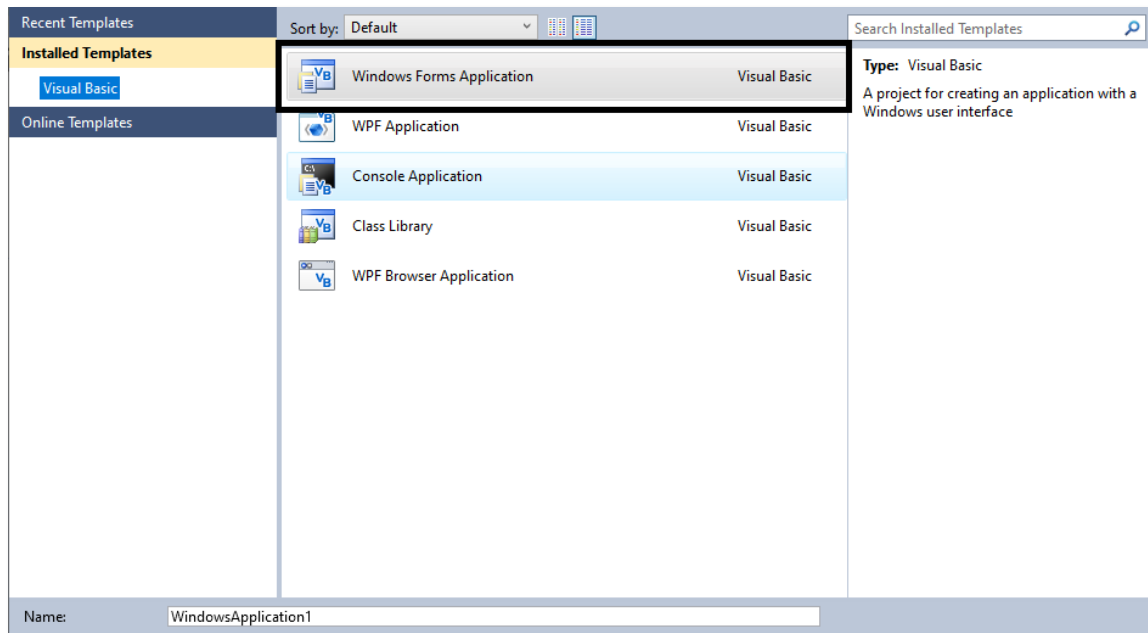 Recent Templates
Installed Templates
Visual Basic
Online Templates
Sort by: Default
Windows Forms Application Visual Basic
WPF Application Visual Basic
Console Application Visual Basic
Class Library Visual Basic
WPF Browser Application Visual Basic
Search Installed Templates
Type: Visual Basic
A project for creating an application with a
Windows user interface
Name: WindowsApplication1